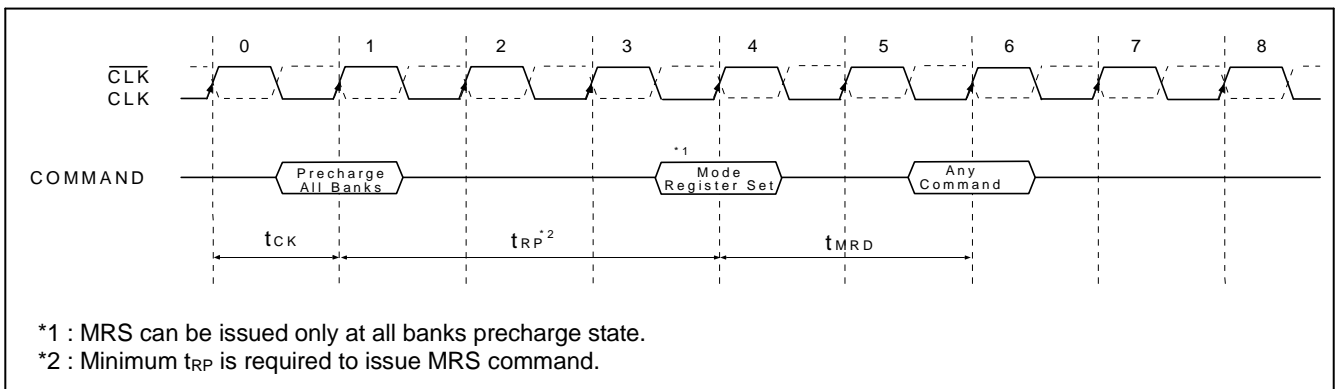 0 1 2 3 4 5 6 7 8
CLK
CLK
*1
COMMAND
Precharge
All Banks
Mode
Register Set
Any
Command
tCK
tRP*2
tMRD
*1 : MRS can be issued only at all banks precharge state.
*2 : Minimum tRP is required to issue MRS command.